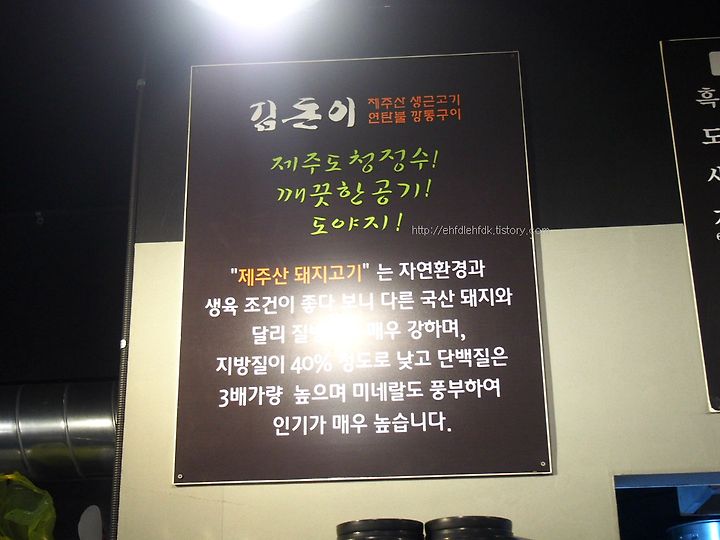 김돈이 제주산 생근고기
연탄불 깡통구이
제주도청정수!
깨끗한공기!
도야지!
http://ehfdlehfdk.tistory.com
"제주산 돼지고기" 는 자연환경과
생육 조건이 좋다 보니 다른 국산 돼지와
달리 매우 강하며,
지방질이 40% 정도로 낮고 단백질은
3배가량 높으며 미네랄도 풍부하여
인기가 매우 높습니다.
흑
도